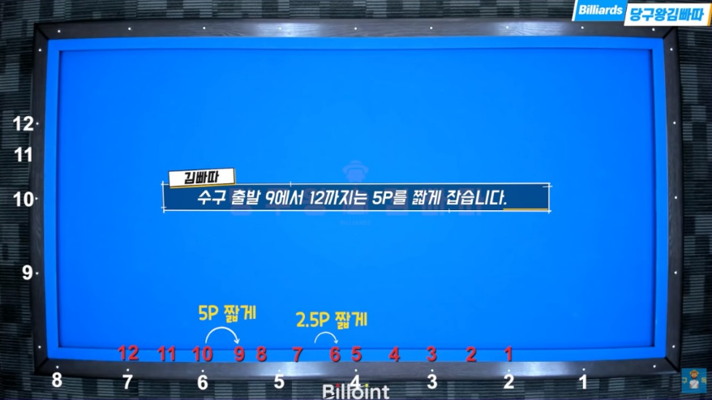 Billiards 당구왕김빠따
12
11
10
9
김빠따
수구 출발 9에서 12까지는 5P를 짧게 잡습니다.
5P 짧게
2.5P 짧게
12 11 10 9 8 7 6 5 4 3 2 1
8 7 6 5 4 3 2 1
Billoint